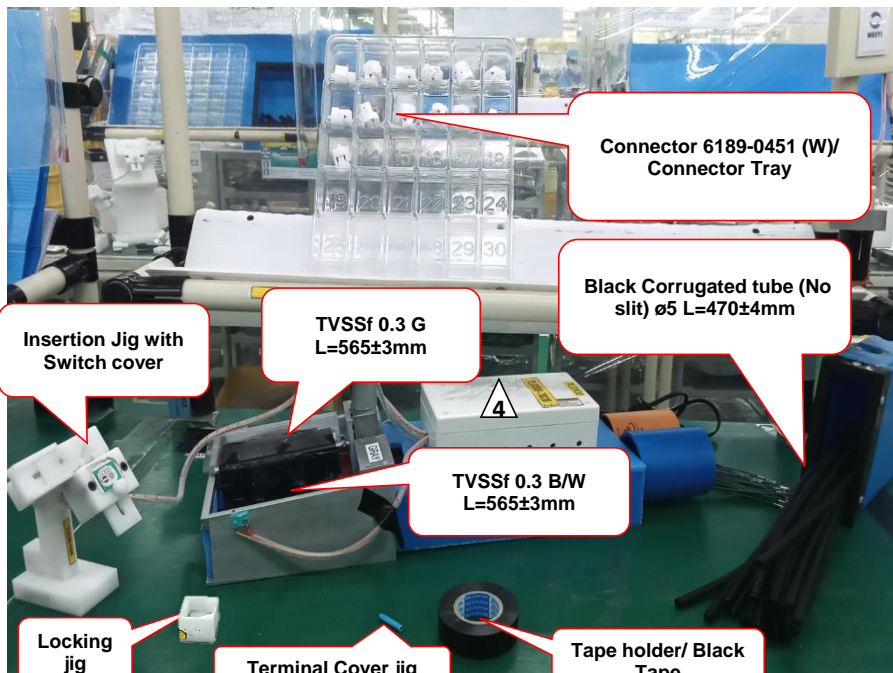 Connector 6189-0451 (W)/
Connector Tray
Black Corrugated tube (No
slit) ø5 L=470±4mm
TVSSf 0.3 G
L=565±3mm
Insertion Jig with
Switch cover
4
GRAY
TVSSf 0.3 B/W
L=565±3mm
Locking
jig
Terminal Cover jig
Tape holder/ Black
Tape
15
16
17
18
19
20
21
22
23
24
25
28
29
30